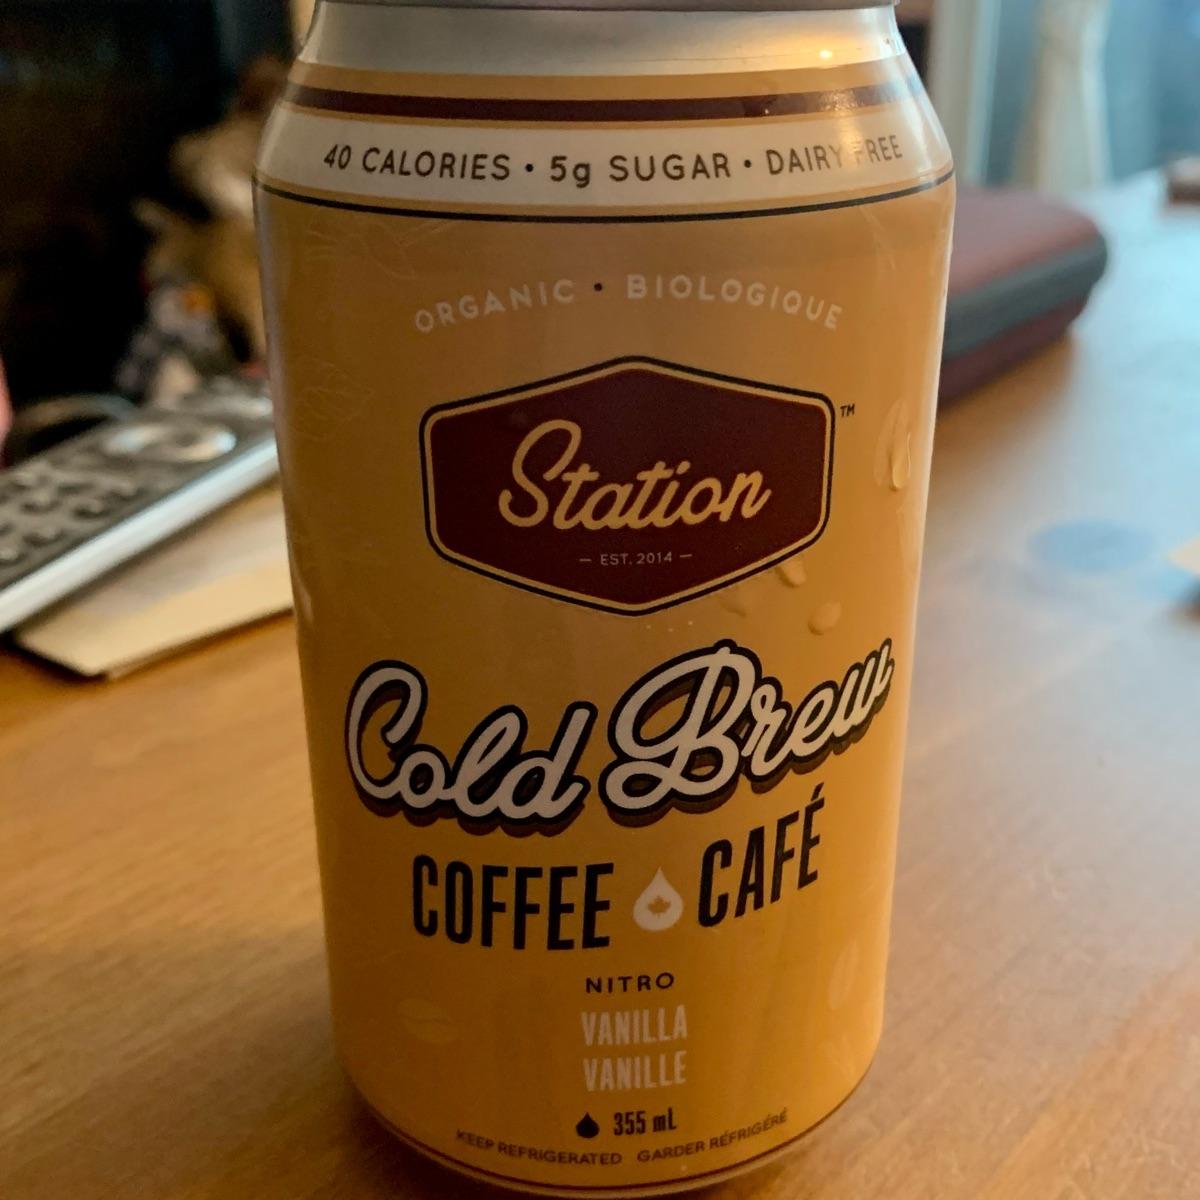 40 CALORIES • 5g SUGAR • DAIRY FREE
ORGANIC • BIOLOGIQUE
Station
TM
— EST. 2014 —
Cold Brew
COFFEE CAFÉ
NITRO
VANILLA
VANILLE
355 mL
KEEP REFRIGERATED GARDER RÉFRIGÉRÉ